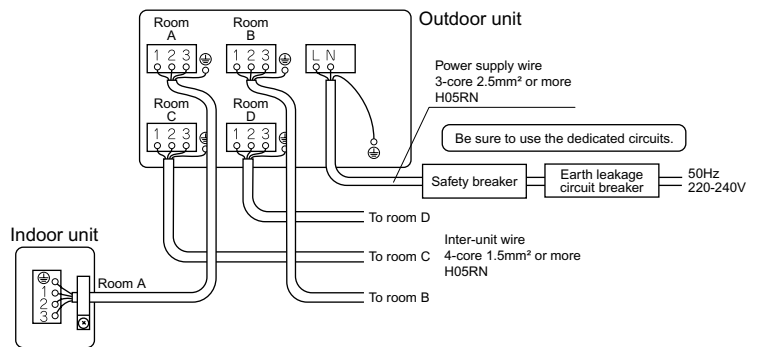 Outdoor unit
Room
A
1 2 3
Room
B
1 2 3
L N
Room
C
1 2 3
Room
D
1 2 3
Power supply wire
3-core 2.5mm² or more
H05RN
Be sure to use the dedicated circuits.
Safety breaker
Earth leakage
circuit breaker
50Hz
220-240V
To room D
To room C
To room B
Inter-unit wire
4-core 1.5mm² or more
H05RN
Indoor unit
Room A
1
2
3